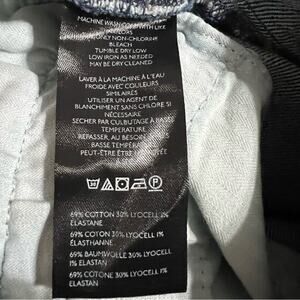 MACHINE WASH COLD WITH LIKE
COLORS
ONLY NON-CHLORINE
BLEACH
TUMBLE DRY LOW
LOW IRON AS NEEDED
MAY BE DRY CLEANED
LAVER À LA MACHINE À L'EAU
FROIDE AVEC COULEURS
SIMILAIRES
UTILISER UN AGENT DE
BLANCHIMENT SANS CHLORE SI
NÉCESSAIRE
SECHER PAR CULBUTAGE À BASSE
TEMPERATURE
REPASSER, AU BESOIN
BASSE TEMPÉRATURE
PEUT-ÊTRE ÊTRE NETTOYÉ
69% COTTON 30% LYOCELL 1%
ELASTANE
69% COTON 30% LYOCELL 1%
ÉLASTHANNE
69% BAUMWOLLE 30% LYOCELL
1% ELASTAN
69% COTONE 30% LYOCELL 1%
ELASTAN